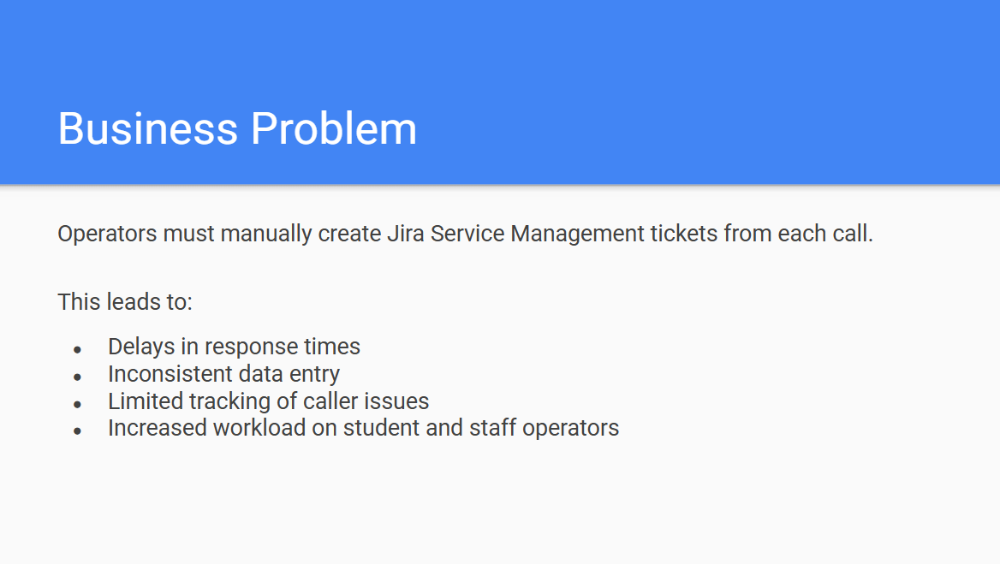 Business Problem
Operators must manually create Jira Service Management tickets from each call.
This leads to:
● Delays in response times
● Inconsistent data entry
● Limited tracking of caller issues
● Increased workload on student and staff operators